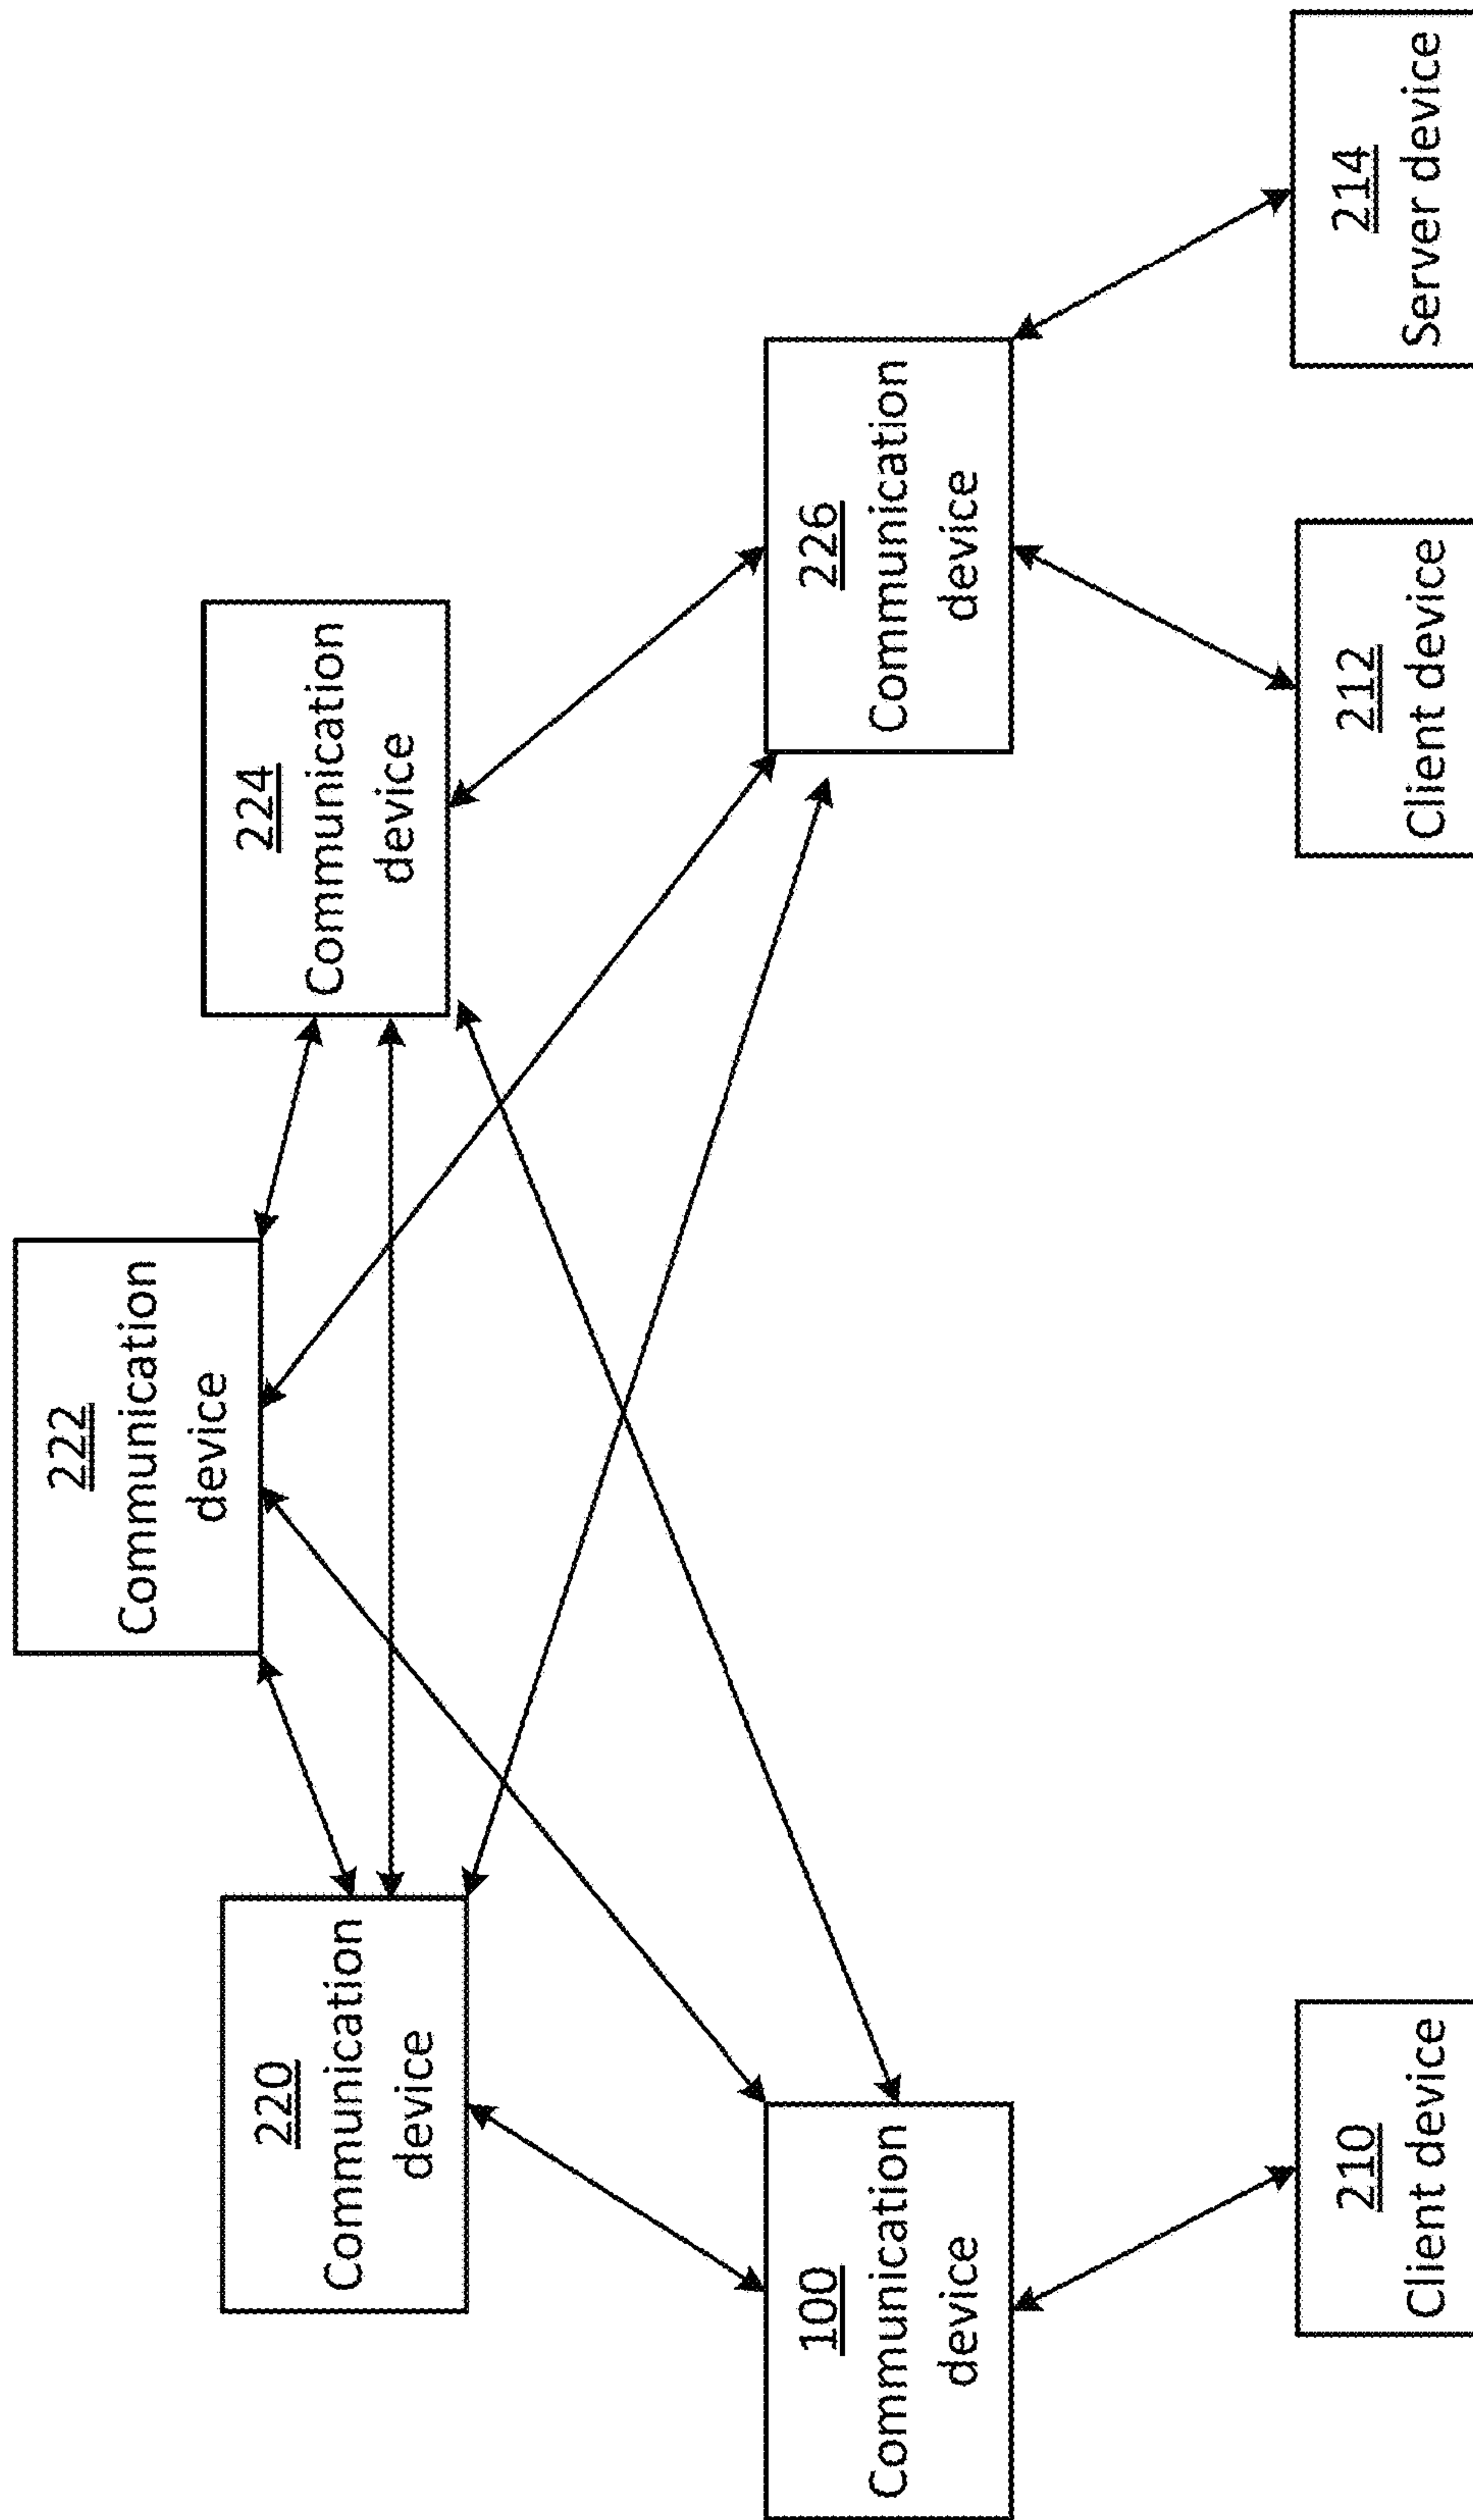 222
Communication
device
224
Communication
device
220
Communication
device
100
Communication
device
226
Communication
device
210
Client device
212
Client device
214
Server device